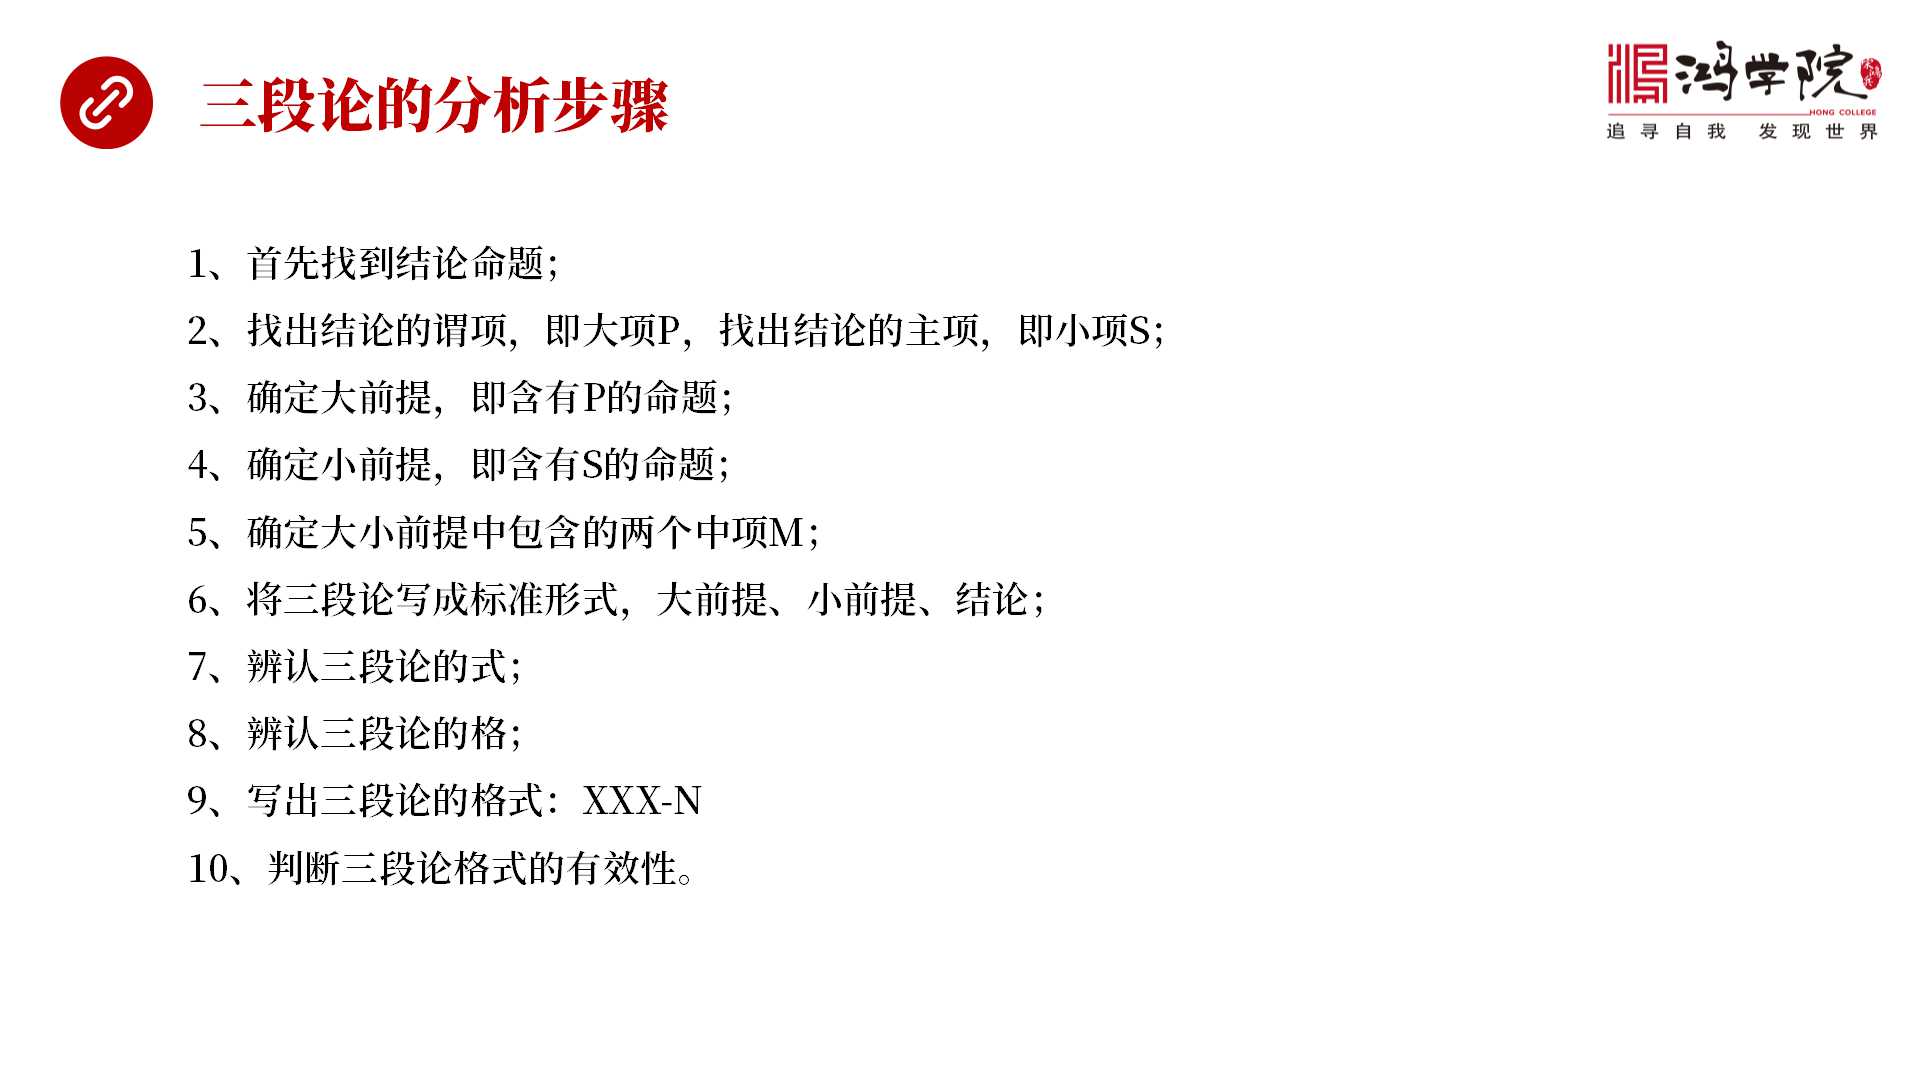 三段论的分析步骤
鸿学院
HONG COLLEGE
追寻自我 发现世界
1、首先找到结论命题；
2、找出结论的谓项，即大项P，找出结论的主项，即小项S；
3、确定大前提，即含有P的命题；
4、确定小前提，即含有S的命题；
5、确定大小前提中包含的两个中项M；
6、将三段论写成标准形式，大前提、小前提、结论；
7、辨认三段论的式；
8、辨认三段论的格；
9、写出三段论的格式：XXX-N
10、判断三段论格式的有效性。